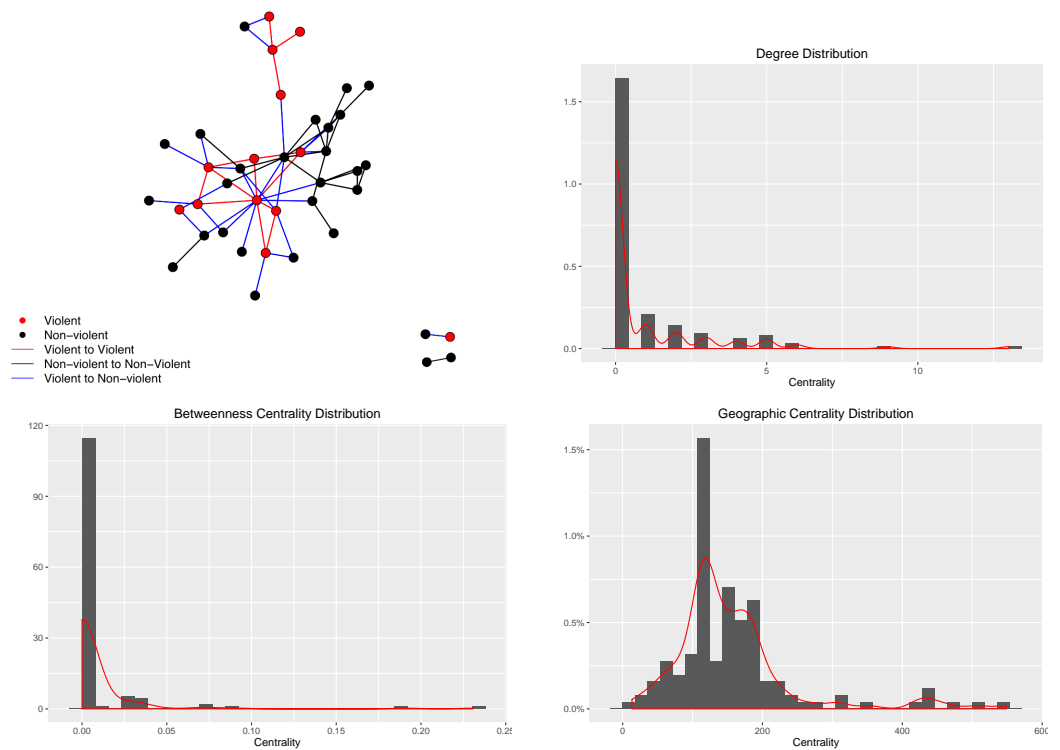 Violent
Non−violent
Violent to Violent
Non−violent to Non−Violent
Violent to Non−violent
Degree Distribution
1.5
1.0
0.5
0.0
0
5
10
Centrality
Betweenness Centrality Distribution
120
90
60
30
0
0.00
0.05
0.10
0.15
0.20
0.25
Centrality
Geographic Centrality Distribution
1.5%
1.0%
0.5%
0.0%
0
200
400
600
Centrality